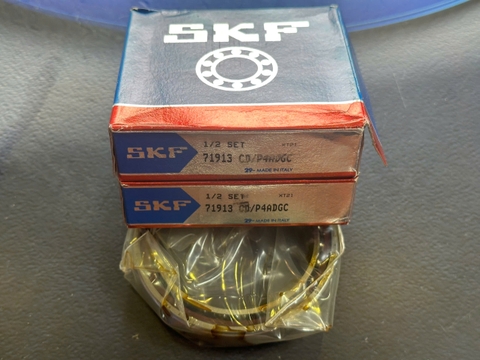 SKF
SKF
1/2 SET
71913 CD/P4ADGC
MADE IN ITALY
SKF
1/2 SET
71913 CD/P4ADGC
MADE IN ITALY